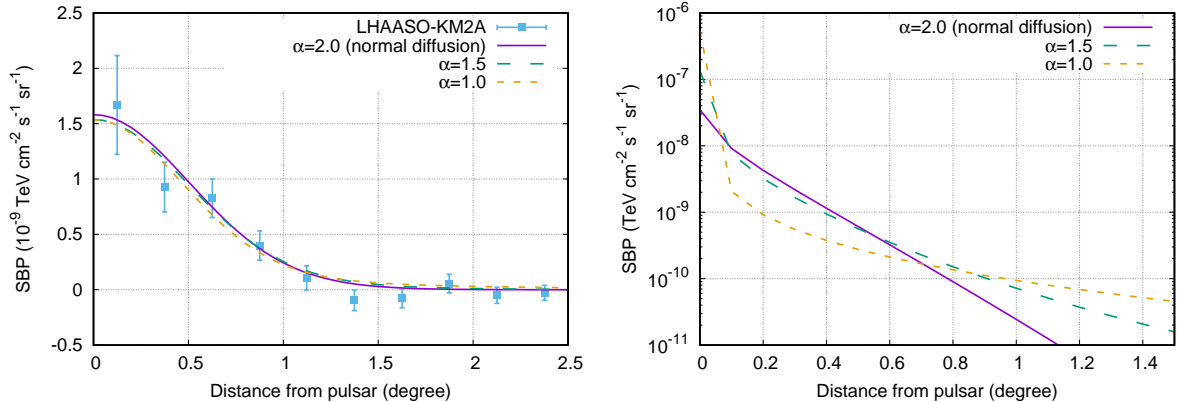 LHAASO-KM2A
α=2.0 (normal diffusion)
α=1.5
α=1.0
2.5
2
1.5
1
0.5
0
-0.5
SBP (10⁻⁹ TeV cm⁻² s⁻¹ sr⁻¹)
0 0.5 1 1.5 2 2.5
Distance from pulsar (degree)
α=2.0 (normal diffusion)
α=1.5
α=1.0
10⁻⁶
10⁻⁷
10⁻⁸
10⁻⁹
10⁻¹⁰
10⁻¹¹
SBP (TeV cm⁻² s⁻¹ sr⁻¹)
0 0.2 0.4 0.6 0.8 1 1.2 1.4
Distance from pulsar (degree)